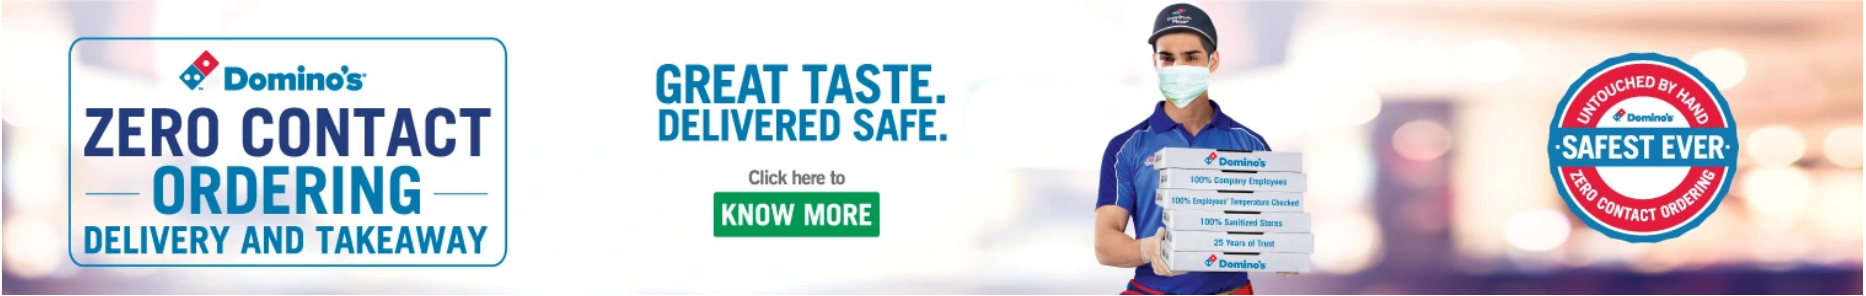 Domino's
ZERO CONTACT
ORDERING
DELIVERY AND TAKEAWAY
GREAT TASTE.
DELIVERED SAFE.
Click here to
KNOW MORE
Domino's
100% Company Employees
100% Employees' Temperature Checked
100% Sanitized Stores
25 Years of Trust
Domino's
UNTOUCHED BY HAND
Domino's
·SAFEST EVER·
ZERO CONTACT ORDERING